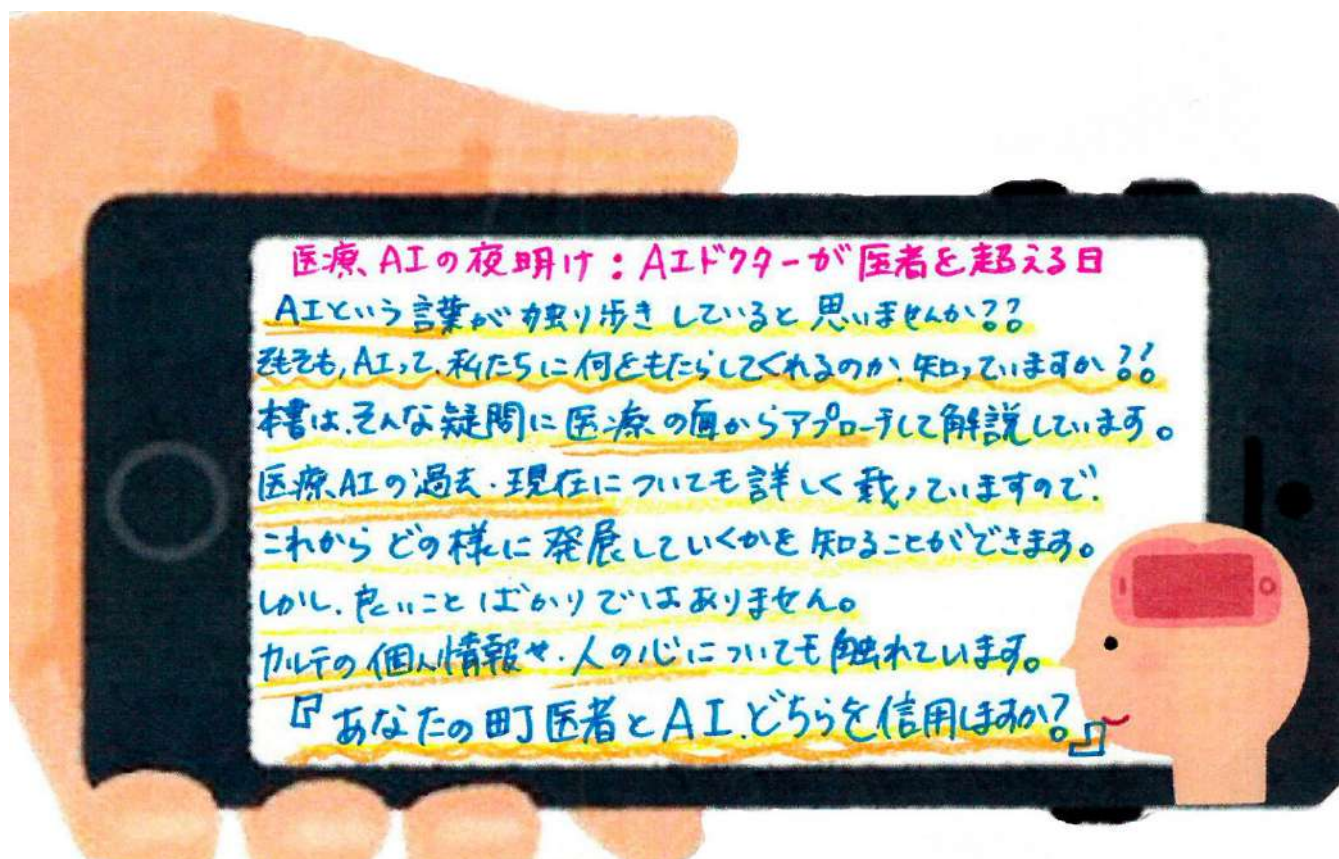 医療AIの夜明け:AIドクターが医者を超える日
AIという言葉が独り歩きしていると思いませんか??
そもそも,AIって、私たちに何をもたらしてくれるのか、知っていますか??
本書は、そんな疑問に医療の面からアプローチして解説しています。
医療AIの過去・現在についても詳しく載っていますので、
これからどの様に発展していくかを知ることができます。
しかし、良いことばかりではありません。
カルテの個人情報や、人の心についても触れています。
『あなたの町医者とAI、どちらを信用しますか?』